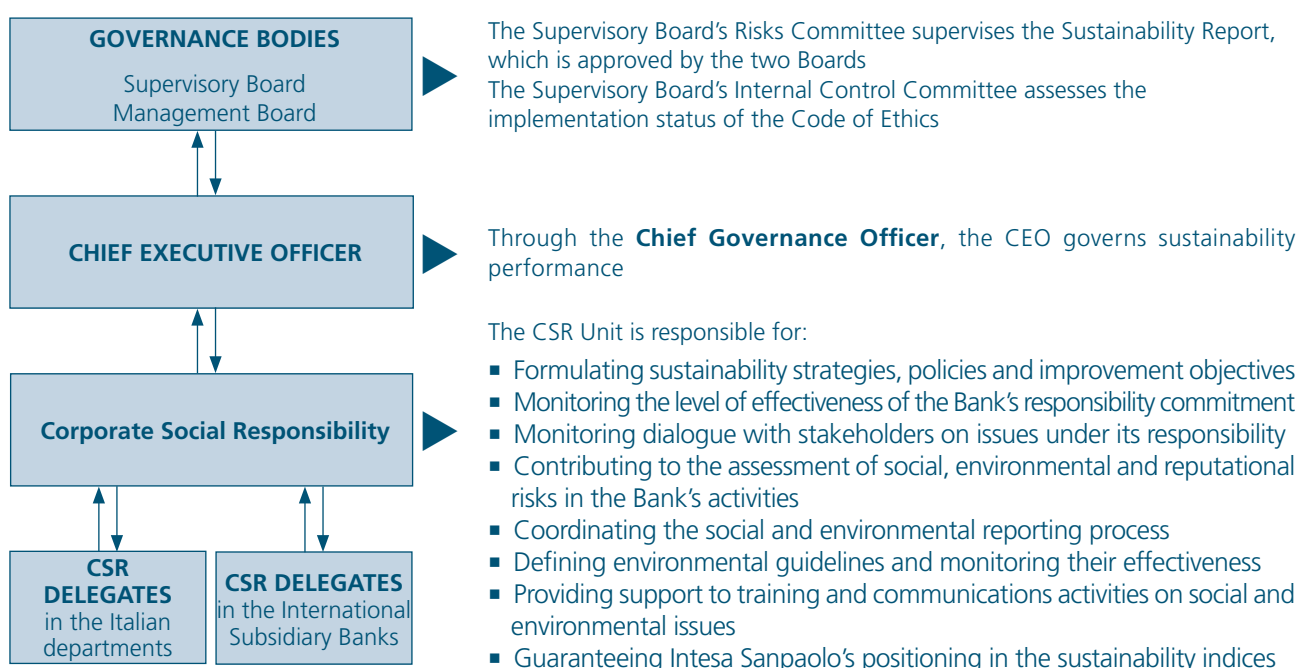 GOVERNANCE BODIES
Supervisory Board
Management Board
The Supervisory Board’s Risks Committee supervises the Sustainability Report,
which is approved by the two Boards
The Supervisory Board’s Internal Control Committee assesses the
implementation status of the Code of Ethics
CHIEF EXECUTIVE OFFICER
Through the Chief Governance Officer, the CEO governs sustainability
performance
Corporate Social Responsibility
The CSR Unit is responsible for:
▪ Formulating sustainability strategies, policies and improvement objectives
▪ Monitoring the level of effectiveness of the Bank’s responsibility commitment
▪ Monitoring dialogue with stakeholders on issues under its responsibility
▪ Contributing to the assessment of social, environmental and reputational
risks in the Bank’s activities
▪ Coordinating the social and environmental reporting process
▪ Defining environmental guidelines and monitoring their effectiveness
▪ Providing support to training and communications activities on social and
environmental issues
▪ Guaranteeing Intesa Sanpaolo’s positioning in the sustainability indices
CSR
DELEGATES
in the Italian
departments
CSR DELEGATES
in the International
Subsidiary Banks